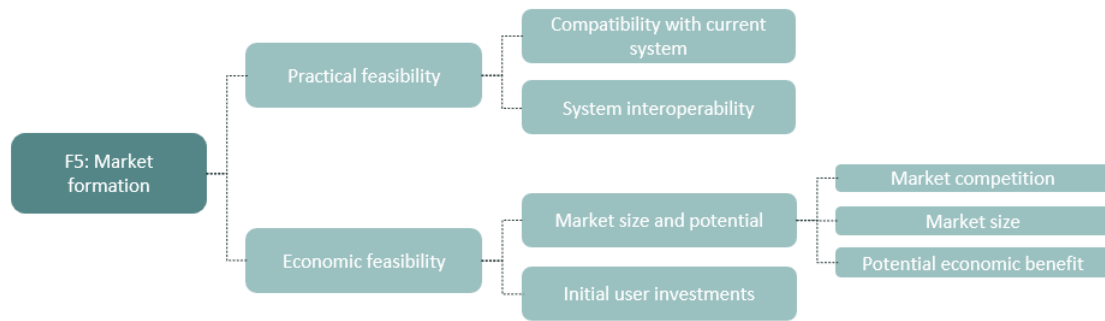 Compatibility with current
system
Practical feasibility
System interoperability
F5: Market
formation
Market competition
Market size and potential
Market size
Economic feasibility
Potential economic benefit
Initial user investments